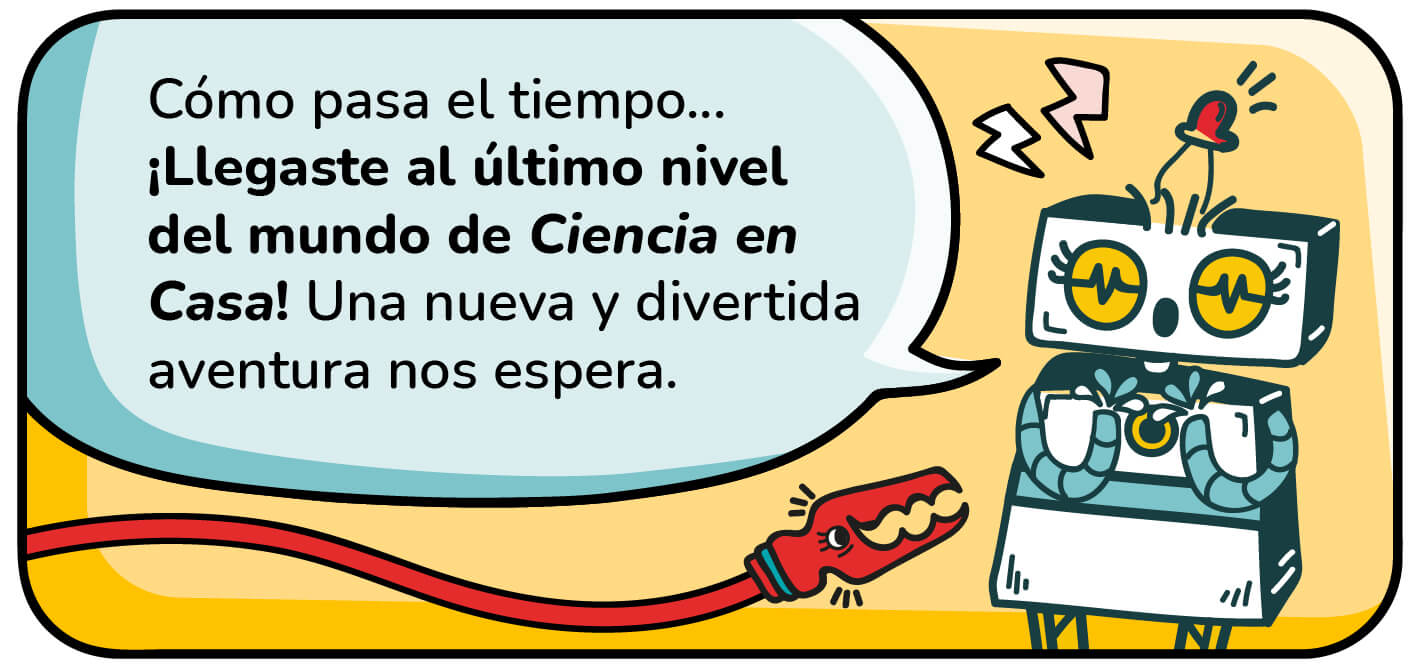 Cómo pasa el tiempo...
¡Llegaste al último nivel
del mundo de Ciencia en
Casa! Una nueva y divertida
aventura nos espera.